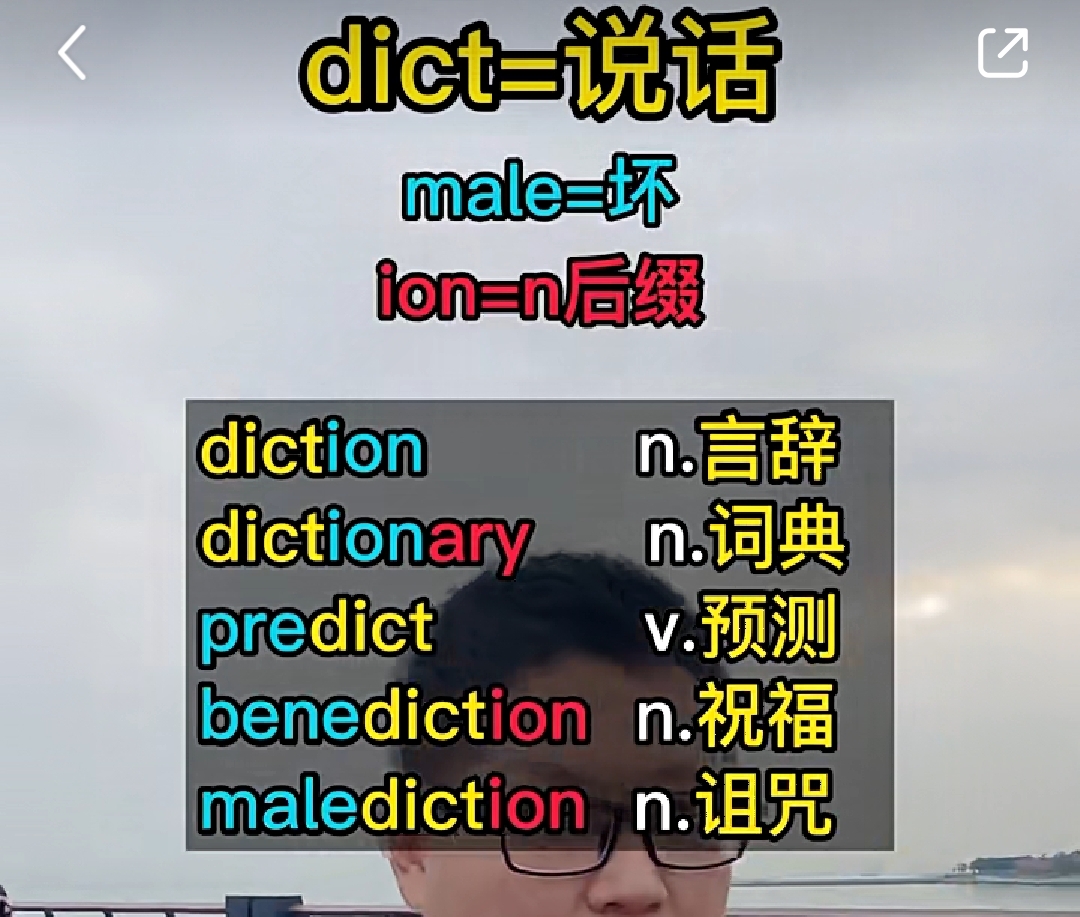 dict=说话
male=坏
ion=n后缀
diction n.言辞
dictionary n.词典
predict v.预测
benediction n.祝福
malediction n.诅咒